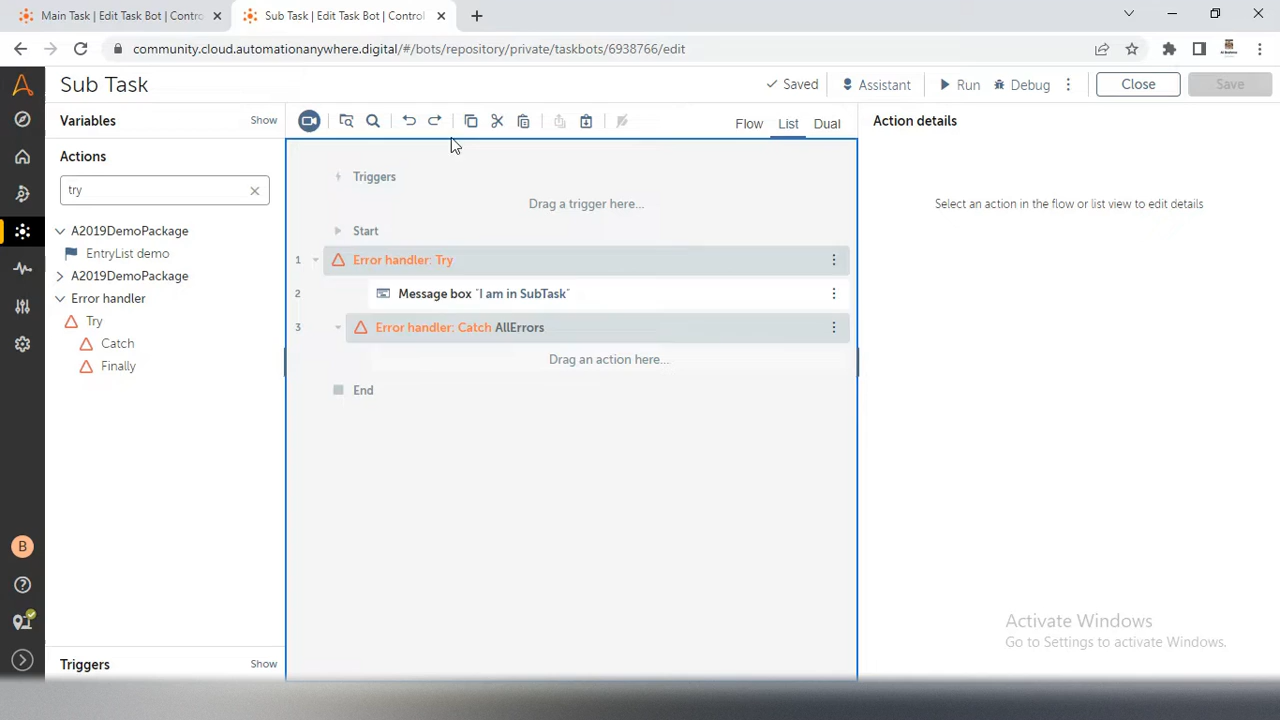 Main Task | Edit Task Bot | Contro
Sub Task | Edit Task Bot | Control
community.cloud.automationanywhere.digital/#/bots/repository/private/taskbots/6938766/edit
Sub Task
Saved
Assistant
Run
Debug
Close
Save
Variables
Show
Flow
List
Dual
Action details
Actions
try
A2019DemoPackage
EntryList demo
A2019DemoPackage
Error handler
Try
Catch
Finally
Triggers
Drag a trigger here...
Start
1
Error handler: Try
2
Message box "I am in SubTask"
3
Error handler: Catch AllErrors
Drag an action here...
End
Select an action in the flow or list view to edit details
B
Triggers
Show
Activate Windows
Go to Settings to activate Windows.